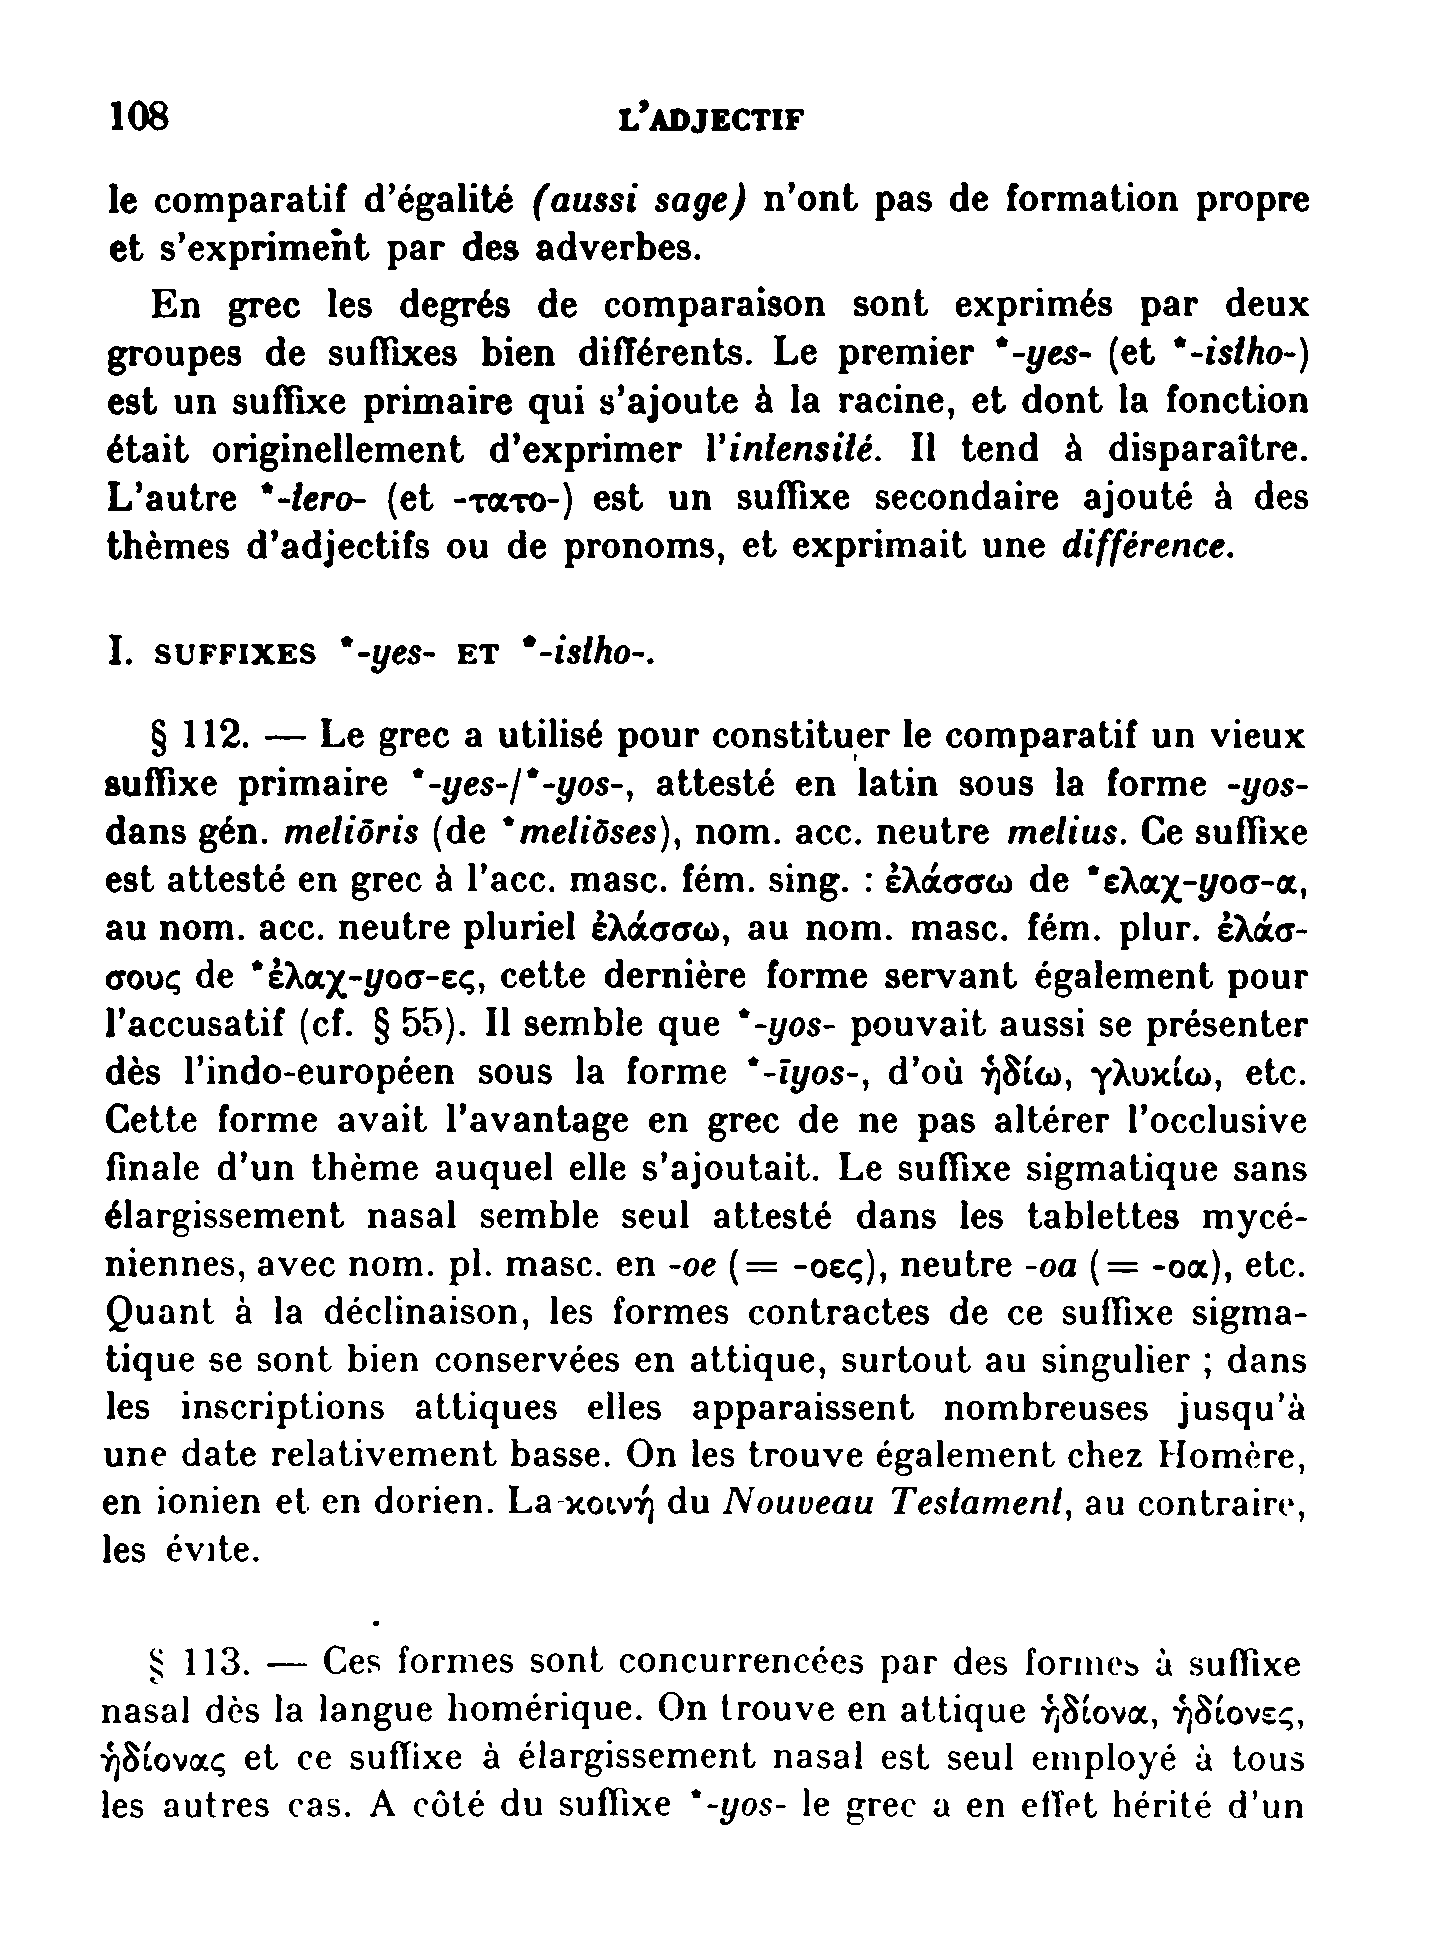 108 L'ADJECTIF
le comparatif d'égalité (aussi sage) n'ont pas de formation propre
et s'expriment par des adverbes.
En grec les degrés de comparaison sont exprimés par deux
groupes de suffixes bien différents. Le premier *-yes- (et *-istho-)
est un suffixe primaire qui s'ajoute à la racine, et dont la fonction
était originellement d'exprimer l'intensité. Il tend à disparaître.
L'autre *-tero- (et -τατο-) est un suffixe secondaire ajouté à des
thèmes d'adjectifs ou de pronoms, et exprimait une différence.
I. SUFFIXES *-yes- ET *-istho-.
§ 112. — Le grec a utilisé pour constituer le comparatif un vieux
suffixe primaire *-yes-/*-yos-, attesté en latin sous la forme -yos-
dans gén. meliōris (de *meliōses), nom. acc. neutre melius. Ce suffixe
est attesté en grec à l'acc. masc. fém. sing. : ἐλάσσω de *ελαχ-yοσ-α,
au nom. acc. neutre pluriel ἐλάσσω, au nom. masc. fém. plur. ἐλάσ-
σους de *ἐλαχ-yοσ-ες, cette dernière forme servant également pour
l'accusatif (cf. § 55). Il semble que *-yos- pouvait aussi se présenter
dès l'indo-européen sous la forme *-īyos-, d'où ἡδίω, γλυκίω, etc.
Cette forme avait l'avantage en grec de ne pas altérer l'occlusive
finale d'un thème auquel elle s'ajoutait. Le suffixe sigmatique sans
élargissement nasal semble seul attesté dans les tablettes mycé-
niennes, avec nom. pl. masc. en -oe (= -οες), neutre -oa (= -οα), etc.
Quant à la déclinaison, les formes contractes de ce suffixe sigma-
tique se sont bien conservées en attique, surtout au singulier ; dans
les inscriptions attiques elles apparaissent nombreuses jusqu'à
une date relativement basse. On les trouve également chez Homère,
en ionien et en dorien. La κοινή du Nouveau Testament, au contraire,
les évite.
§ 113. — Ces formes sont concurrencées par des formes à suffixe
nasal dès la langue homérique. On trouve en attique ἡδίονα, ἡδίονες,
ἡδίονας et ce suffixe à élargissement nasal est seul employé à tous
les autres cas. A côté du suffixe *-yos- le grec a en effet hérité d'un